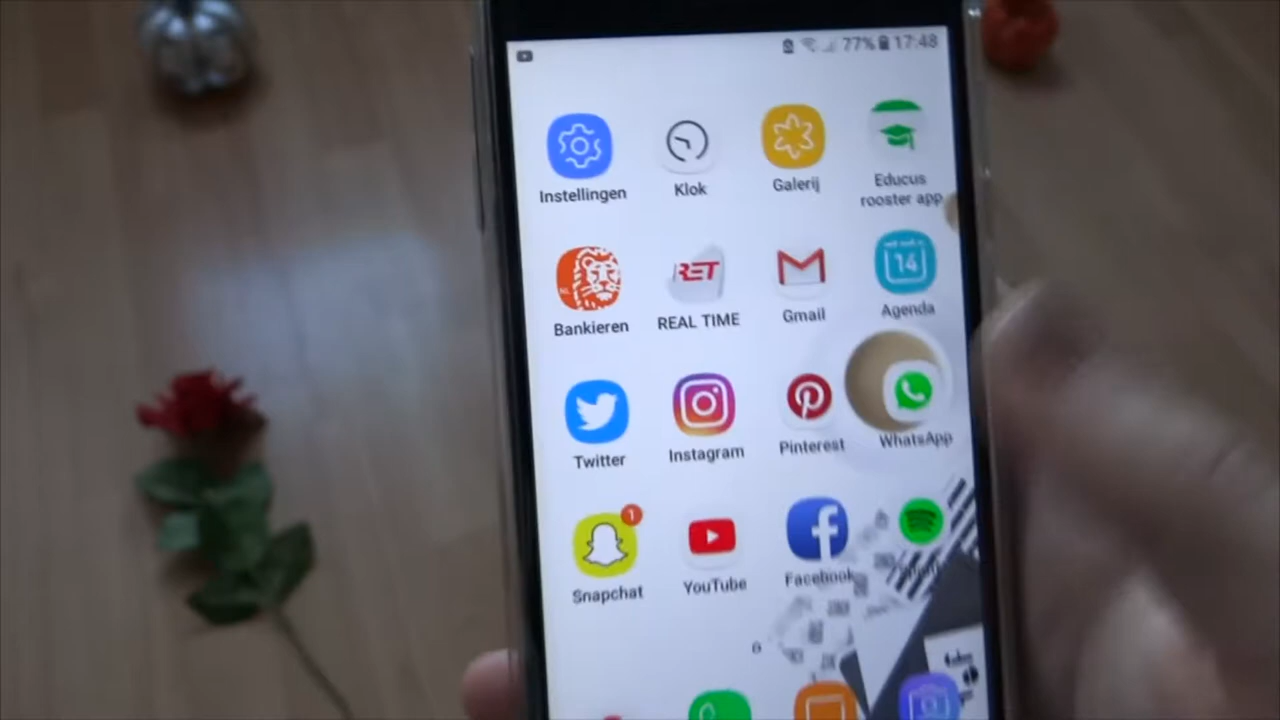 77% 17:48
Instellingen
Klok
Galerij
Educus
rooster app
NL
RET
14
Bankieren
REAL TIME
Gmail
Agenda
Twitter
Instagram
Pinterest
WhatsApp
1
Snapchat
YouTube
Facebook